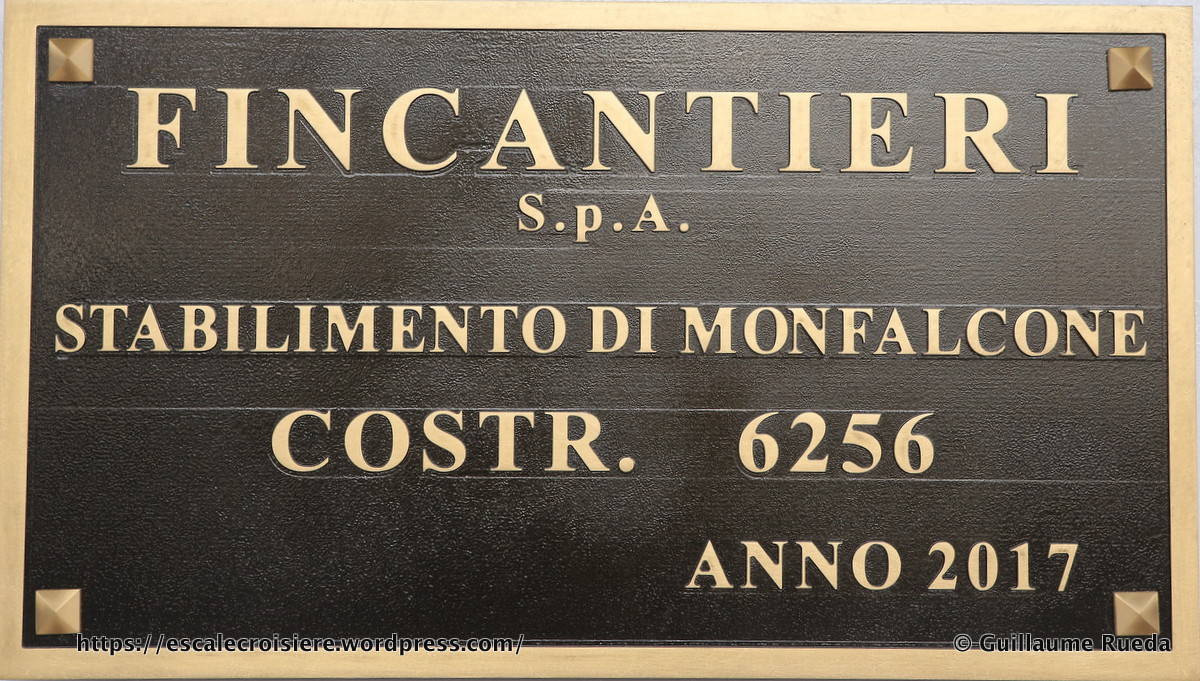 FINCANTIERI
S.p.A.
STABILIMENTO DI MONFALCONE
COSTR. 6256
ANNO 2017
https://escalecroisiere.wordpress.com/
© Guillaume Rueda